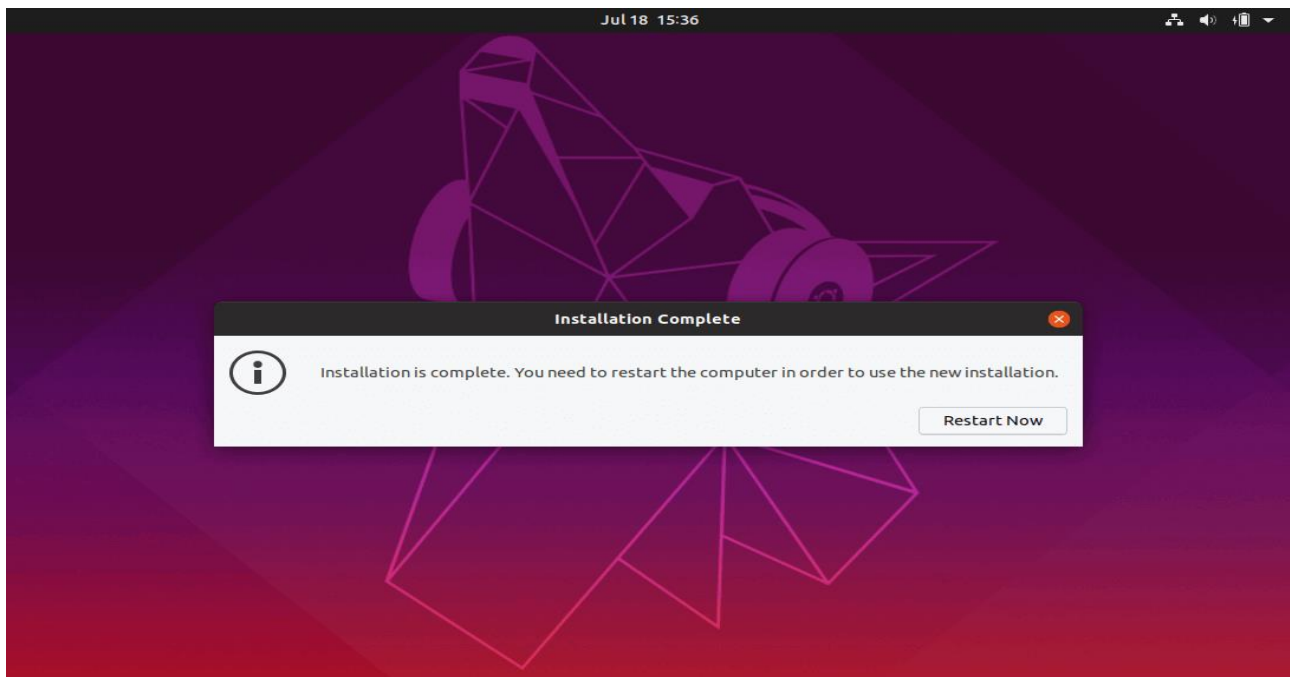 Jul 18 15:36
Installation Complete
Installation is complete. You need to restart the computer in order to use the new installation.
Restart Now